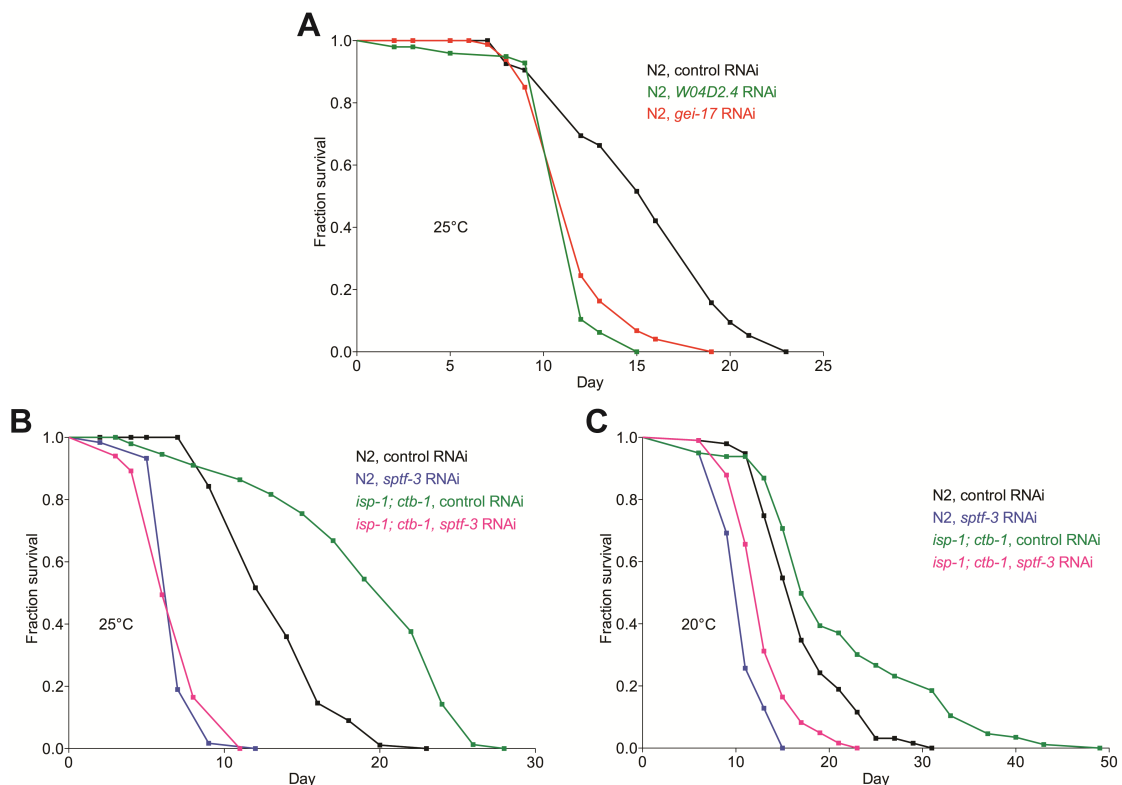 A
1.0
0.8
0.6
0.4
0.2
0.0
Fraction survival
0 5 10 15 20 25
Day
25°C
N2, control RNAi
N2, W04D2.4 RNAi
N2, gei-17 RNAi
B
1.0
0.8
0.6
0.4
0.2
0.0
Fraction survival
0 10 20 30
Day
25°C
N2, control RNAi
N2, sptf-3 RNAi
isp-1; ctb-1, control RNAi
isp-1; ctb-1, sptf-3 RNAi
C
1.0
0.8
0.6
0.4
0.2
0.0
Fraction survival
0 10 20 30 40 50
Day
20°C
N2, control RNAi
N2, sptf-3 RNAi
isp-1; ctb-1, control RNAi
isp-1; ctb-1, sptf-3 RNAi